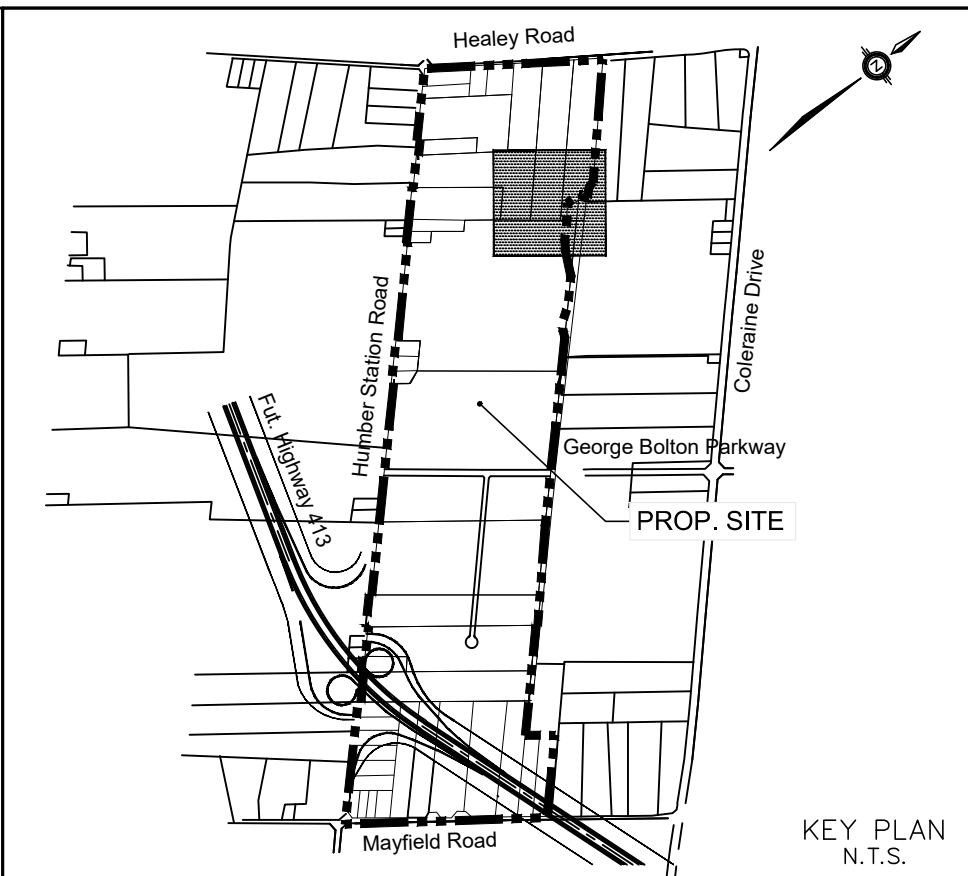 Healey Road
N
Coleraine Drive
Humber Station Road
Fut. Highway 413
George Bolton Parkway
PROP. SITE
Mayfield Road
KEY PLAN
N.T.S.